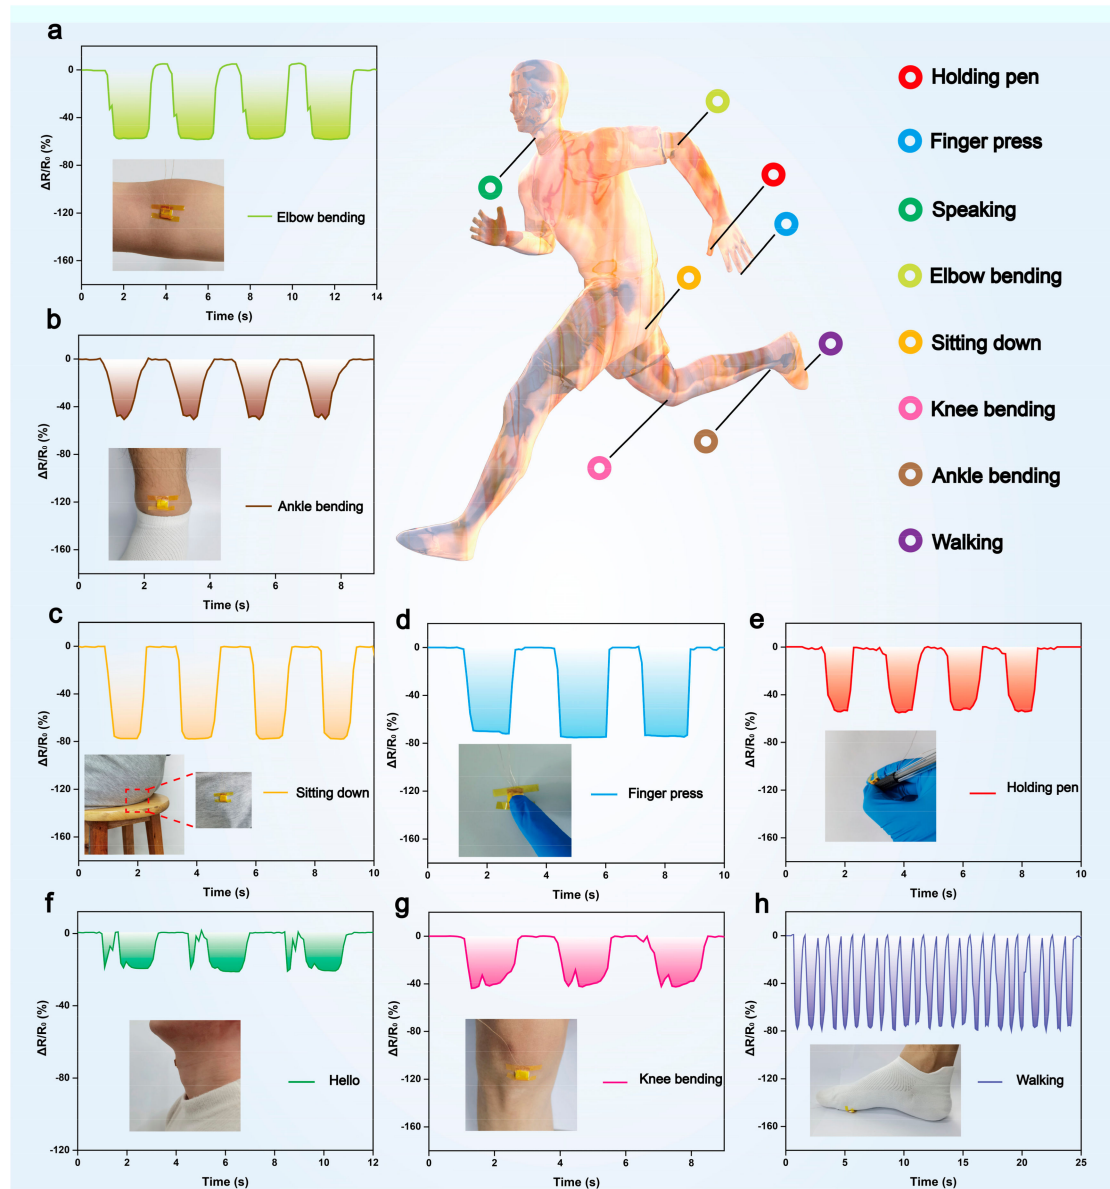 a
0
-40
-80
-120
-160
ΔR/R₀ (%)
Elbow bending
0 2 4 6 8 10 12 14
Time (s)
Holding pen
Finger press
Speaking
Elbow bending
Sitting down
Knee bending
Ankle bending
Walking
b
0
-40
-80
-120
-160
ΔR/R₀ (%)
Ankle bending
0 2 4 6 8
Time (s)
c
0
-40
-80
-120
-160
ΔR/R₀ (%)
Sitting down
0 2 4 6 8 10
Time (s)
d
0
-40
-80
-120
-160
ΔR/R₀ (%)
Finger press
0 2 4 6 8 10
Time (s)
e
0
-40
-80
-120
-160
ΔR/R₀ (%)
Holding pen
0 2 4 6 8 10
Time (s)
f
0
-40
-80
-120
ΔR/R₀ (%)
Hello
0 2 4 6 8 10 12
Time (s)
g
0
-40
-80
-120
-160
ΔR/R₀ (%)
Knee bending
0 2 4 6 8
Time (s)
h
0
-40
-80
-120
-160
ΔR/R₀ (%)
Walking
0 5 10 15 20 25
Time (s)